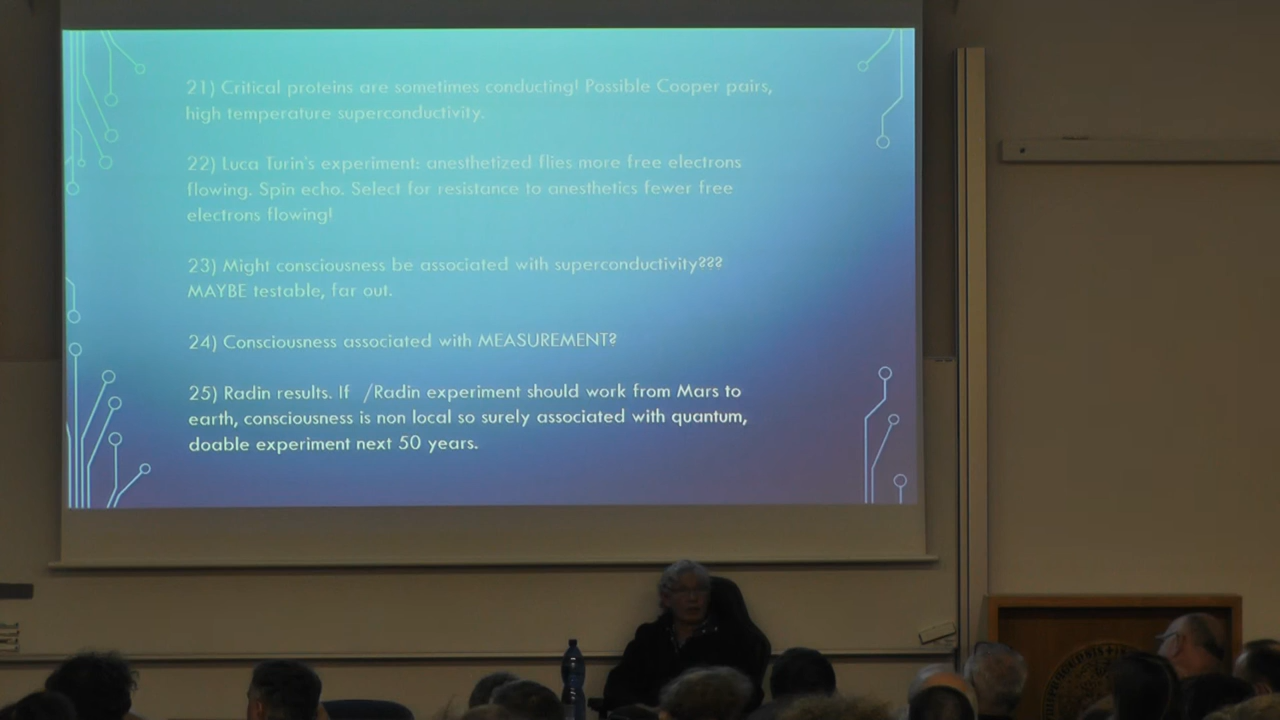 21) Critical proteins are sometimes conducting! Possible Cooper pairs,
high temperature superconductivity.
22) Luca Turin's experiment: anesthetized flies more free electrons
flowing. Spin echo. Select for resistance to anesthetics fewer free
electrons flowing!
23) Might consciousness be associated with superconductivity???
MAYBE testable, far out.
24) Consciousness associated with MEASUREMENT?
25) Radin results. If /Radin experiment should work from Mars to
earth, consciousness is non local so surely associated with quantum,
doable experiment next 50 years.